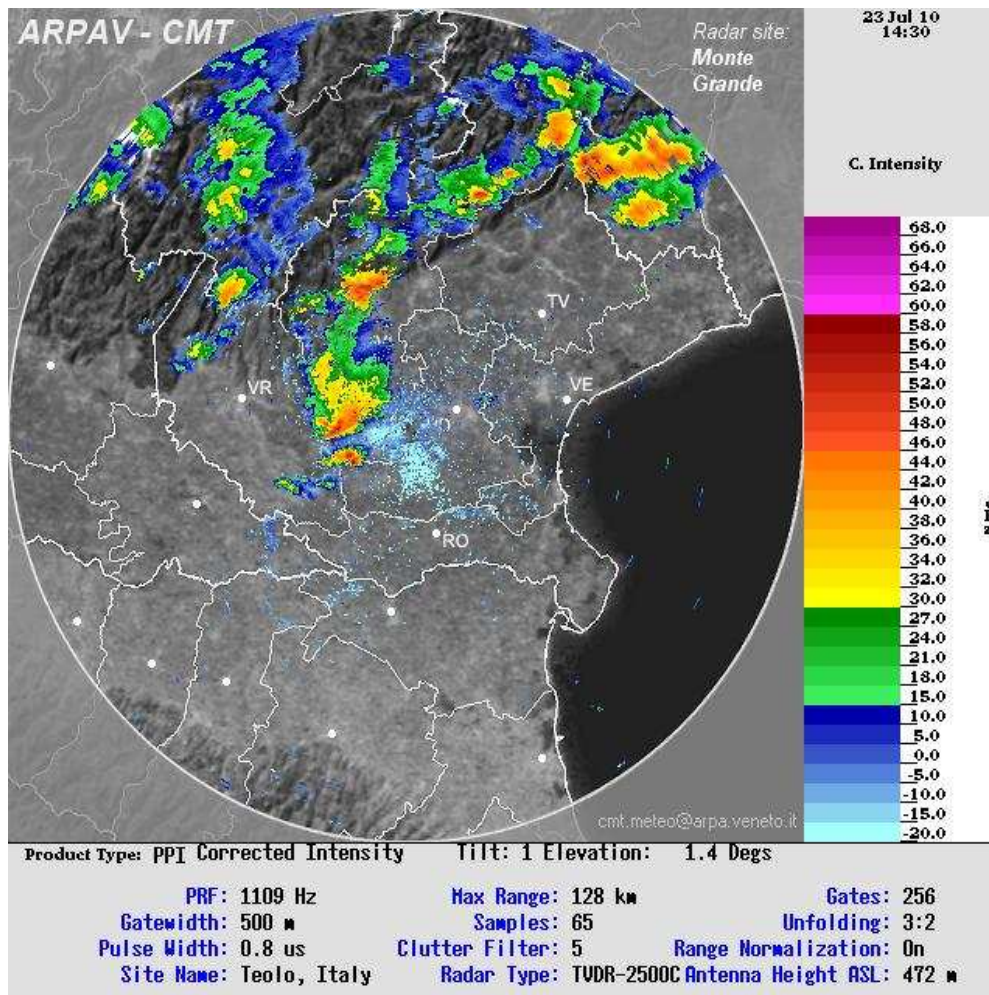 ARPAV - CMT
Radar site:
Monte
Grande
23 Jul 10
14:30
C. Intensity
68.0
66.0
64.0
62.0
60.0
58.0
56.0
54.0
52.0
50.0
48.0
46.0
44.0
42.0
40.0
38.0
36.0
34.0
32.0
30.0
27.0
24.0
21.0
18.0
15.0
10.0
5.0
0.0
-5.0
-10.0
-15.0
-20.0
TV
VR
VE
RO
cmt.meteo@arpa.veneto.it
Product Type: PPI Corrected Intensity Tilt: 1 Elevation: 1.4 Degs
PRF: 1109 Hz Max Range: 128 km Gates: 256
Gatewidth: 500 m Samples: 65 Unfolding: 3:2
Pulse Width: 0.8 us Clutter Filter: 5 Range Normalization: On
Site Name: Teolo, Italy Radar Type: TVDR-2500C Antenna Height ASL: 472 m